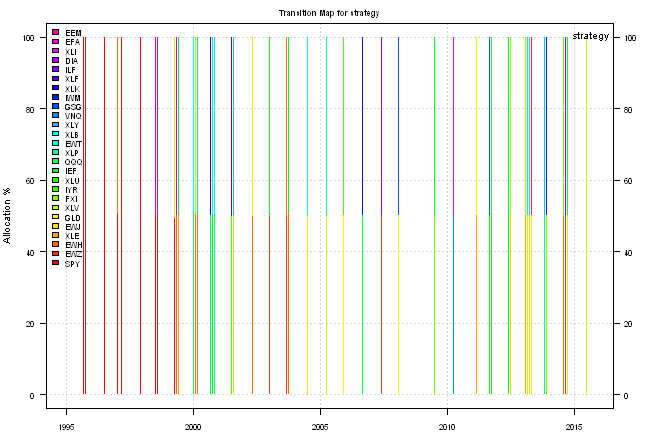 Transition Map for strategy
strategy
Allocation %
100
80
60
40
20
0
100
80
60
40
20
0
EEM
EFA
XLI
DIA
ILF
XLF
XLK
IWM
GSG
VNQ
XLY
XLB
EWT
XLP
QQQ
IEF
XLU
IYR
FXI
XLV
GLD
EWJ
XLE
EWH
EWZ
SPY
1995
2000
2005
2010
2015